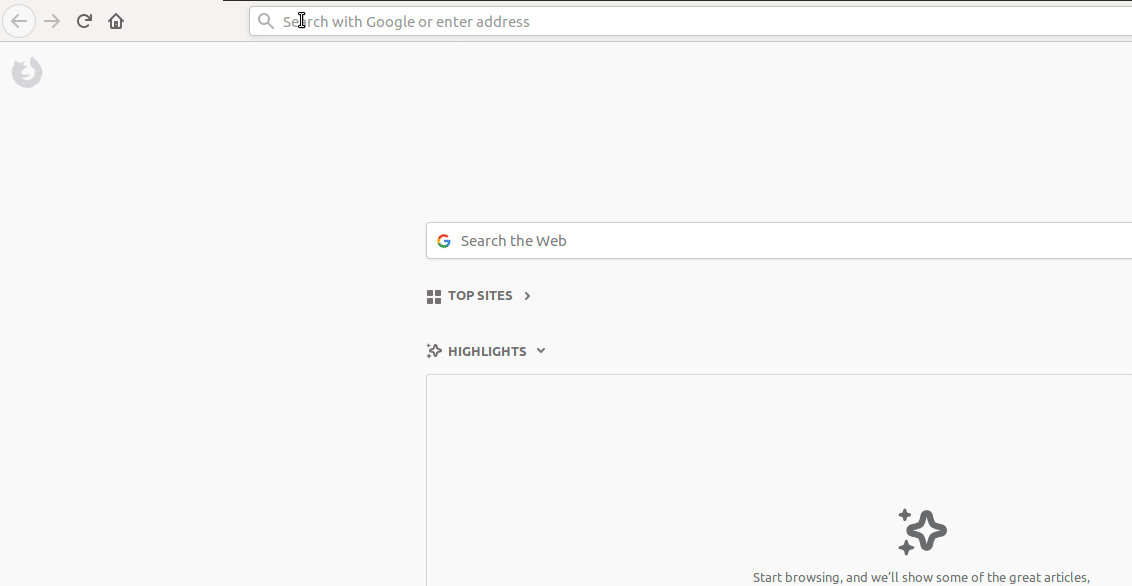 Search with Google or enter address
Search the Web
TOP SITES
HIGHLIGHTS
Start browsing, and we'll show some of the great articles,